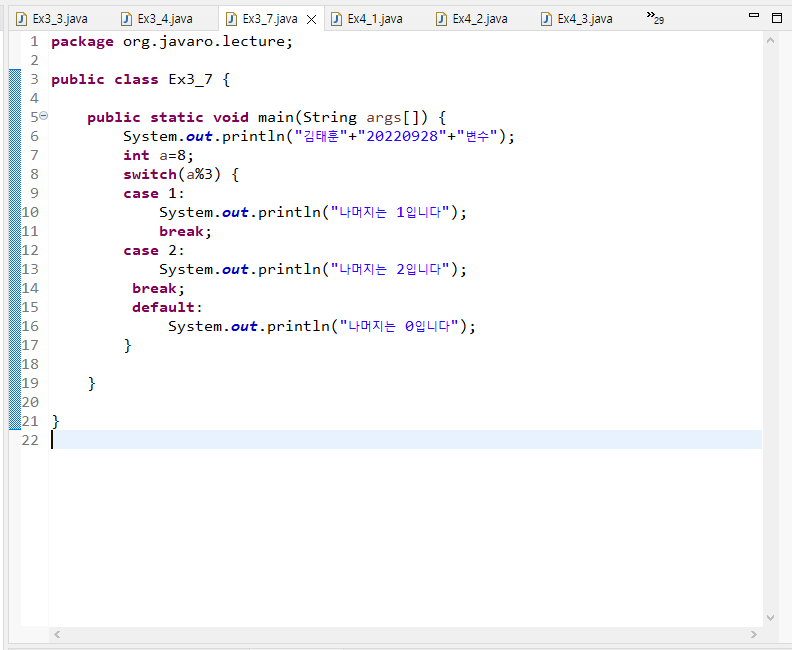 Ex3_3.java Ex3_4.java Ex3_7.java Ex4_1.java Ex4_2.java Ex4_3.java 29
1 package org.javaro.lecture;
2
3 public class Ex3_7 {
4
5 public static void main(String args[]) {
6 System.out.println("김태훈"+"20220928"+"변수");
7 int a=8;
8 switch(a%3) {
9 case 1:
10 System.out.println("나머지는 1입니다");
11 break;
12 case 2:
13 System.out.println("나머지는 2입니다");
14 break;
15 default:
16 System.out.println("나머지는 0입니다");
17 }
18
19 }
20
21 }
22